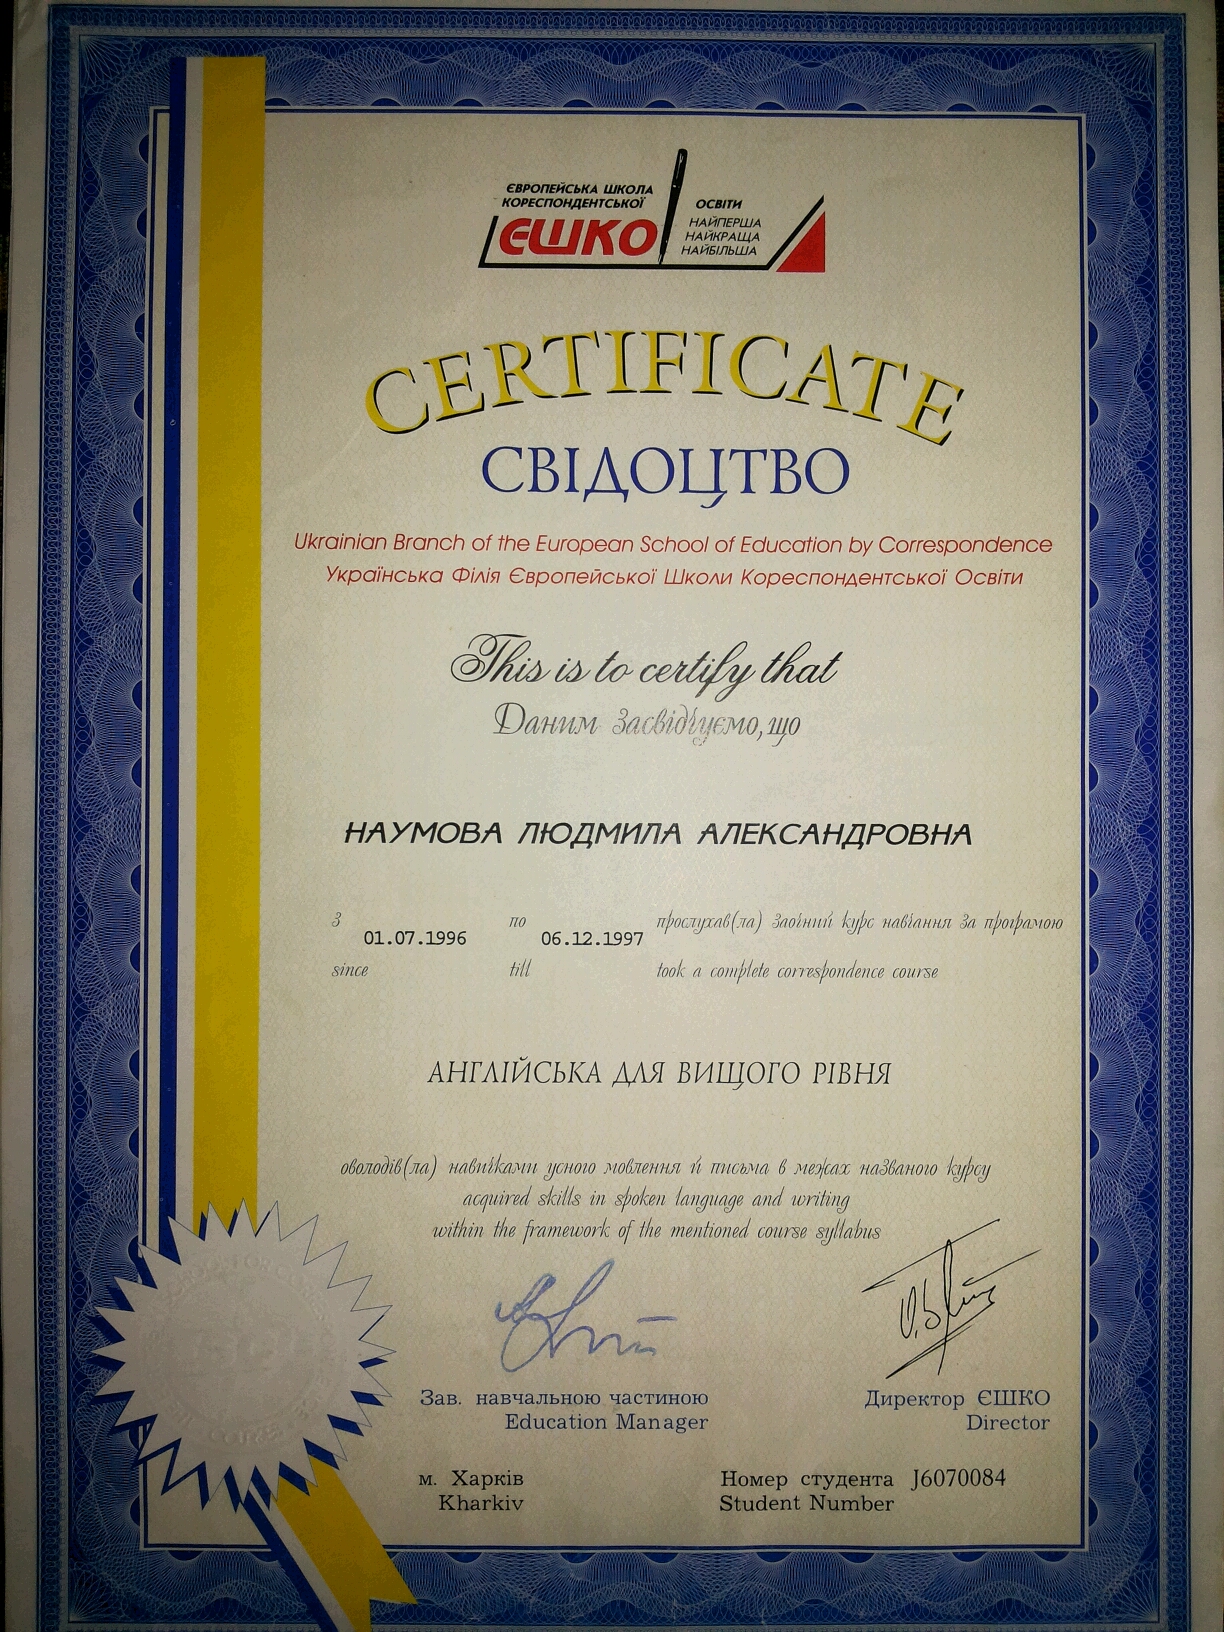 ЄВРОПЕЙСЬКА ШКОЛА
КОРЕСПОНДЕНТСЬКОЇ ОСВІТИ
ЄШКО
НАЙПЕРША
НАЙКРАЩА
НАЙБІЛЬША
CERTIFICATE
СВІДОЦТВО
Ukrainian Branch of the European School of Education by Correspondence
Українська Філія Європейської Школи Кореспондентської Освіти
This is to certify that
Даним засвідчуємо, що
НАУМОВА ЛЮДМИЛА АЛЕКСАНДРОВНА
з 01.07.1996 по 06.12.1997 прослухав(ла) заочний курс навчання за програмою
since till took a complete correspondence course
АНГЛІЙСЬКА ДЛЯ ВИЩОГО РІВНЯ
оволодів(ла) навичками усного мовлення й письма в межах названого курсу
acquired skills in spoken language and writing
within the framework of the mentioned course syllabus
Зав. навчальною частиною
Education Manager
Директор ЄШКО
Director
м. Харків
Kharkiv
Номер студента J6070084
Student Number